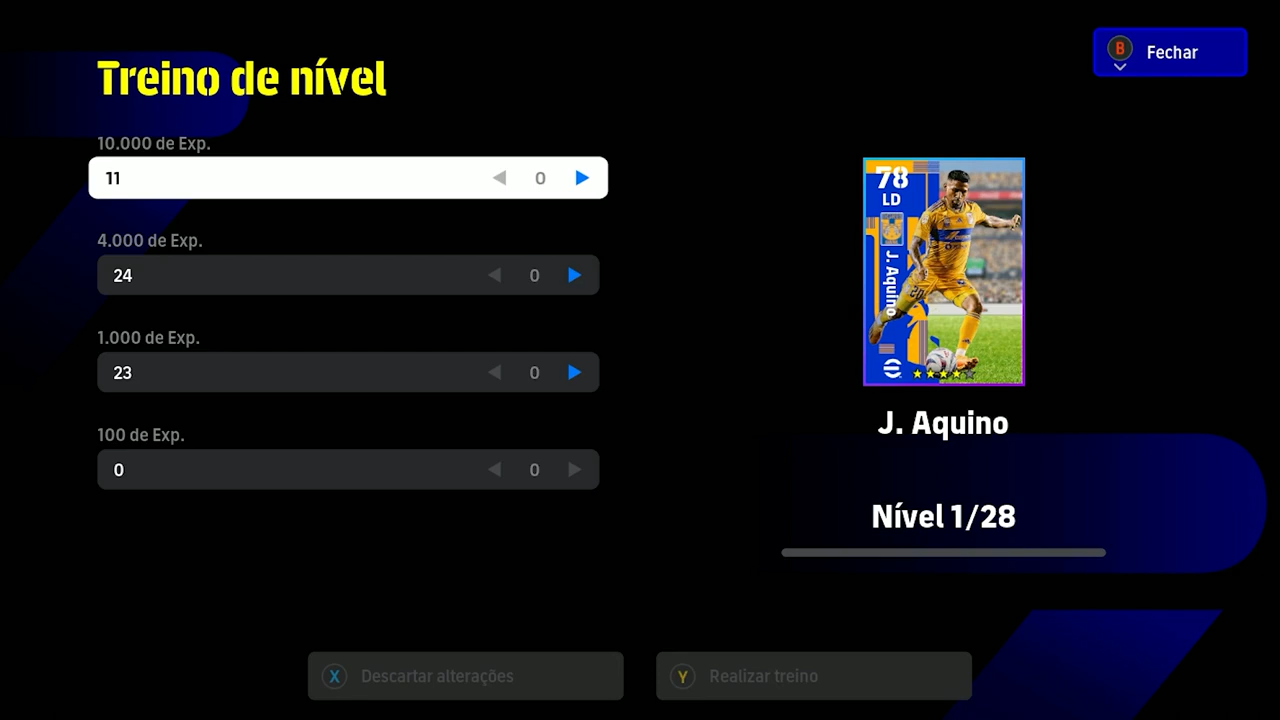 B Fechar
Treino de nível
10.000 de Exp.
11 0
4.000 de Exp.
24 0
1.000 de Exp.
23 0
100 de Exp.
0 0
78
LD
J. Aquino
20
J. Aquino
Nível 1/28
X Descartar alterações
Y Realizar treino